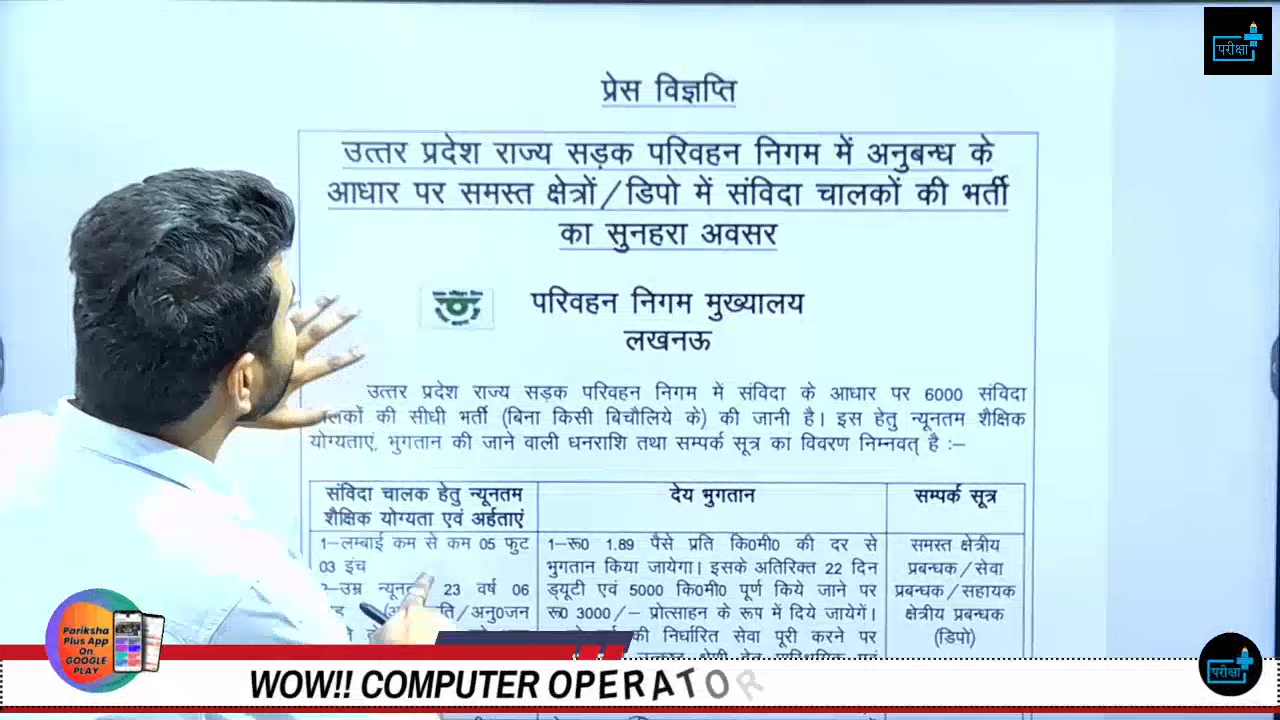 परीक्षा
प्रेस विज्ञप्ति
उत्तर प्रदेश राज्य सड़क परिवहन निगम में अनुबन्ध के
आधार पर समस्त क्षेत्रों/डिपो में संविदा चालकों की भर्ती
का सुनहरा अवसर
परिवहन निगम मुख्यालय
लखनऊ
उत्तर प्रदेश राज्य सड़क परिवहन निगम में संविदा के आधार पर 6000 संविदा
की सीधी भर्ती (बिना किसी बिचौलिये के) की जानी है। इस हेतु न्यूनतम शैक्षिक
योग्यताएं, भुगतान की जाने वाली धनराशि तथा सम्पर्क सूत्र का विवरण निम्नवत् है :–
संविदा चालक हेतु न्यूनतम
शैक्षिक योग्यता एवं अर्हताएं
1–लम्बाई कम से कम 05 फुट
03 इंच
2–उम्र 23 वर्ष 06
देय भुगतान
1–रू0 1.89 पैसे प्रति कि0मी0 की दर से
भुगतान किया जायेगा। इसके अतिरिक्त 22 दिन
ड्यूटी एवं 5000 कि0मी0 पूर्ण किये जाने पर
रू0 3000/– प्रोत्साहन के रूप में दिये जायेगें।
की निर्धारित सेवा पूरी करने पर
सम्पर्क सूत्र
समस्त क्षेत्रीय
प्रबन्धक/सेवा
प्रबन्धक/सहायक
क्षेत्रीय प्रबन्धक
(डिपो)
Pariksha
Plus App
On
GOOGLE
PLAY
WOW!! COMPUTER OPERATOR
परीक्षा